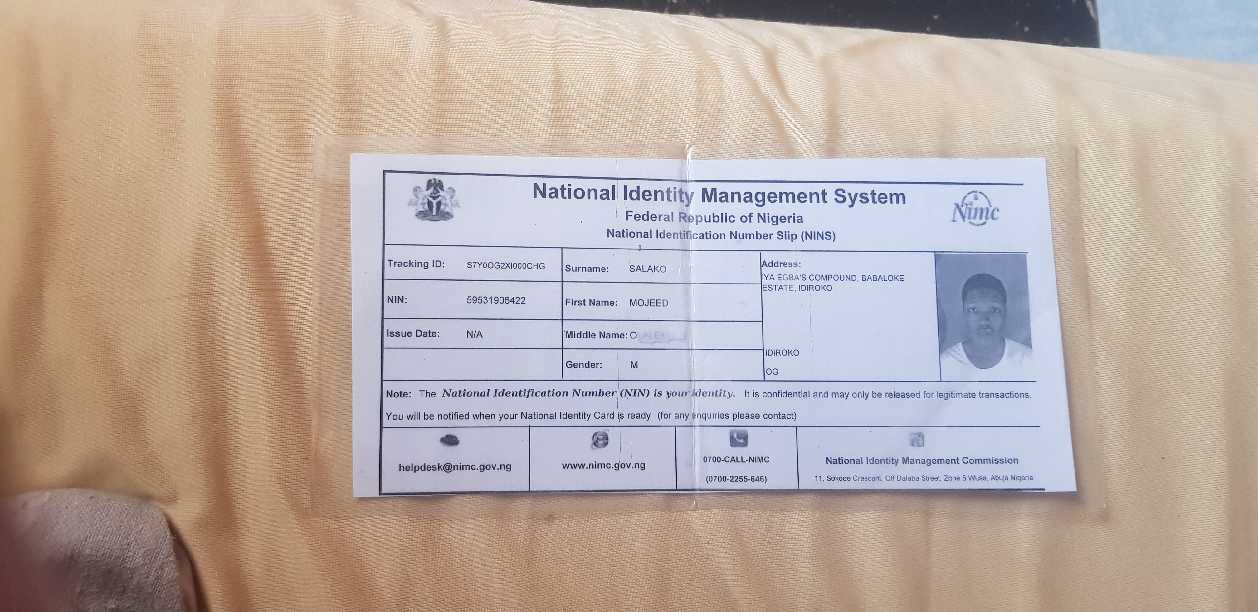 National Identity Management System
Federal Republic of Nigeria
National Identification Number Slip (NINS)
Nimc
Tracking ID:
Surname: SALAKO
Address:
YA EGBA'S COMPOUND, BABALOKE
ESTATE, IDIROKO
NIN:
First Name: MOJEED
Issue Date: N/A
Middle Name:
IDIROKO
Gender: M
OG
Note: The National Identification Number (NIN) is your identity. It is confidential and may only be released for legitimate transactions.
You will be notified when your National Identity Card is ready (for any enquiries please contact)
helpdesk@nimc.gov.ng
www.nimc.gov.ng
0700-CALL-NIMC
(0700-2255-646)
National Identity Management Commission
11, Sokode Crescent, Off Dalaba Street, Zone 5 Wuse, Abuja Nigeria